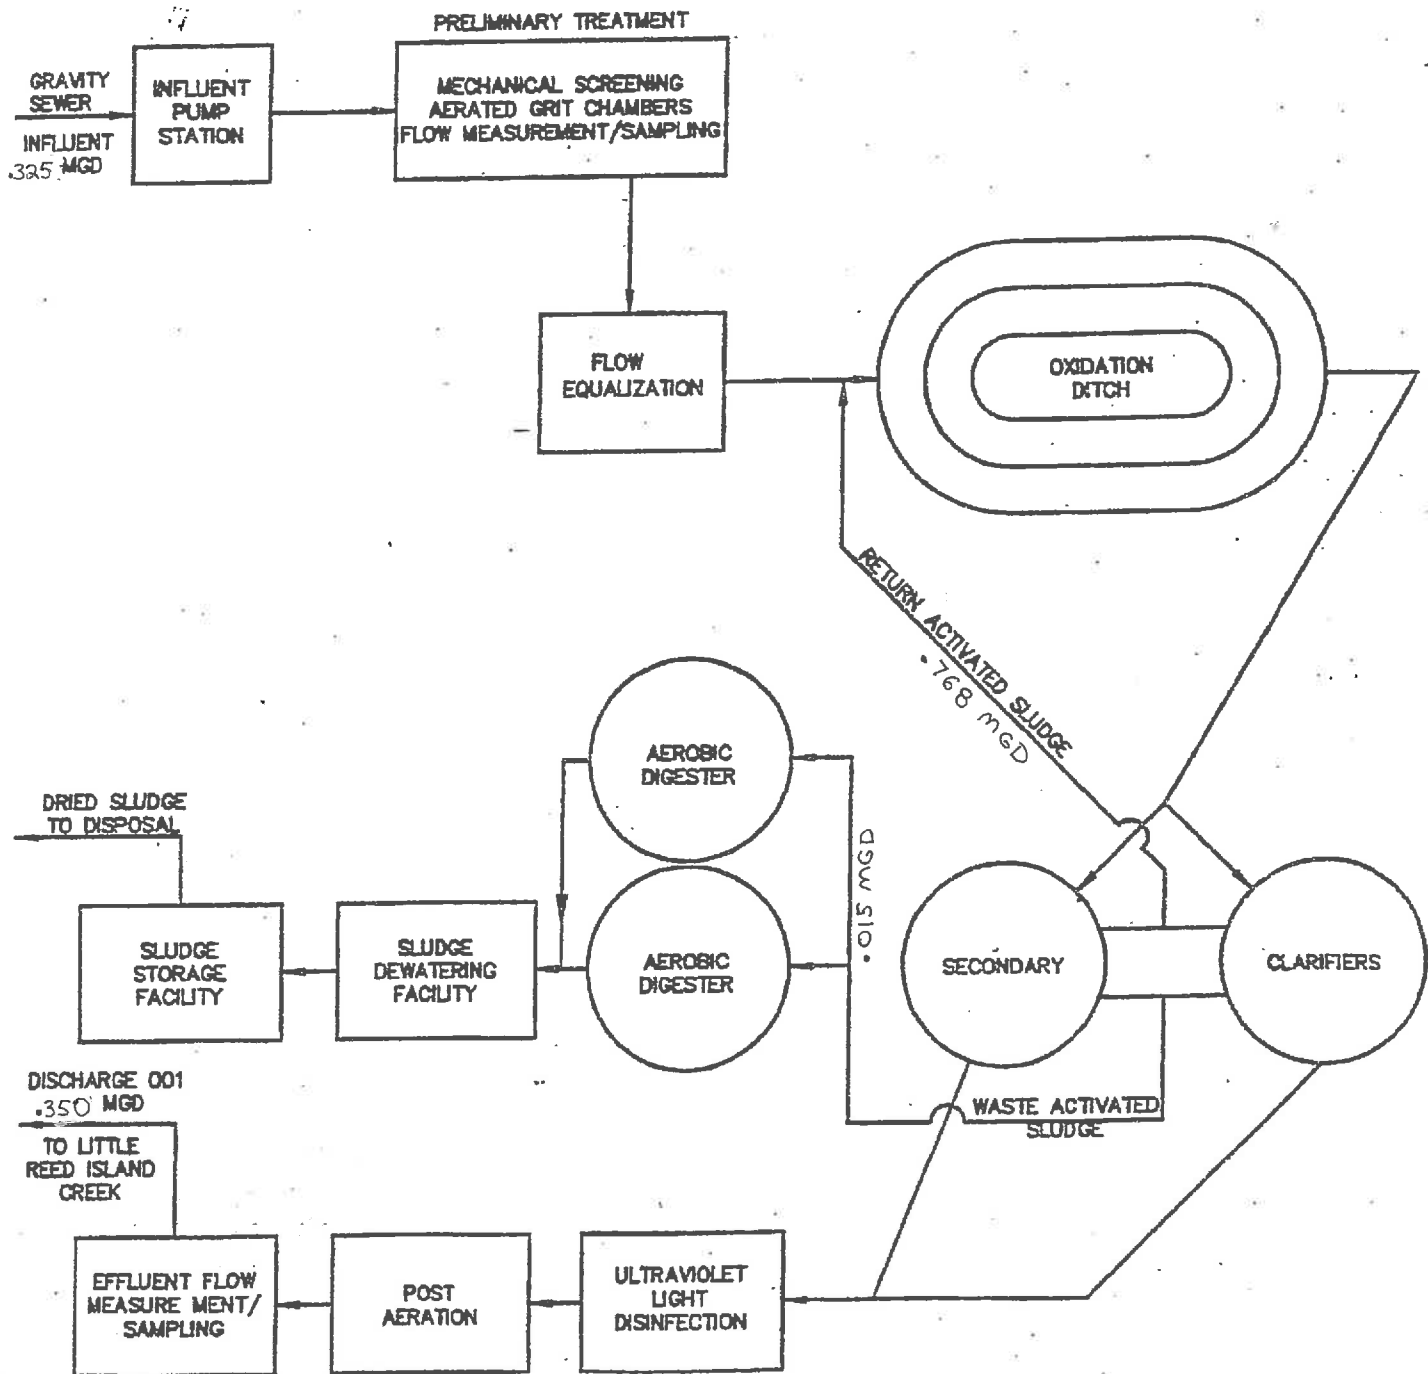 PRELIMINARY TREATMENT
GRAVITY
SEWER
INFLUENT
.325 MGD
INFLUENT
PUMP
STATION
MECHANICAL SCREENING
AERATED GRIT CHAMBERS
FLOW MEASUREMENT/SAMPLING
FLOW
EQUALIZATION
OXIDATION
DITCH
RETURN ACTIVATED SLUDGE
.768 MGD
AEROBIC
DIGESTER
DRIED SLUDGE
TO DISPOSAL
.015 MGD
SLUDGE
STORAGE
FACILITY
SLUDGE
DEWATERING
FACILITY
AEROBIC
DIGESTER
SECONDARY
CLARIFIERS
DISCHARGE 001
.350 MGD
TO LITTLE
REED ISLAND
CREEK
WASTE ACTIVATED
SLUDGE
EFFLUENT FLOW
MEASURE MENT/
SAMPLING
POST
AERATION
ULTRAVIOLET
LIGHT
DISINFECTION